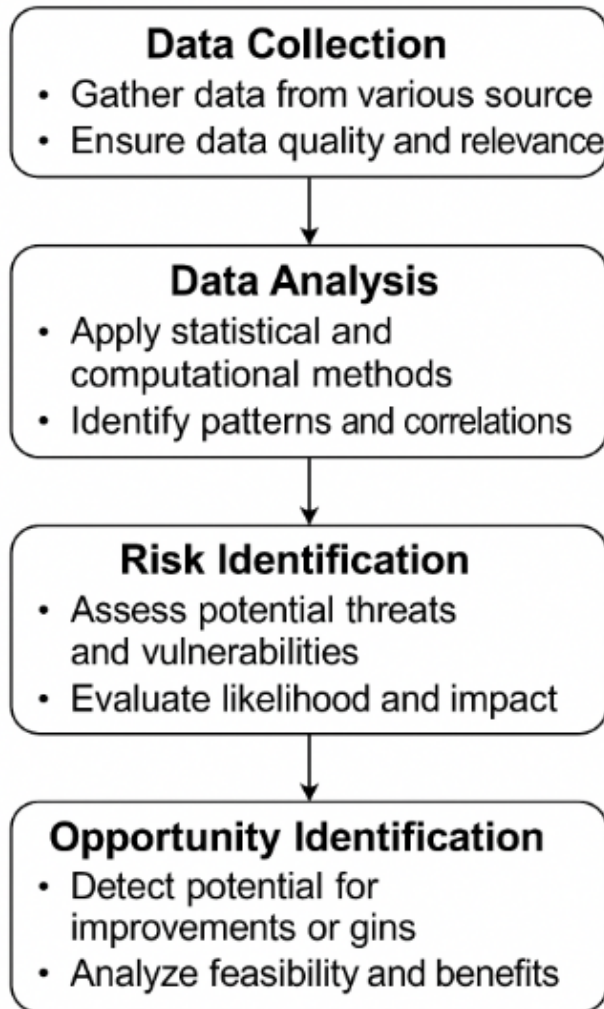 Data Collection
• Gather data from various source
• Ensure data quality and relevance
Data Analysis
• Apply statistical and
computational methods
• Identify patterns and correlations
Risk Identification
• Assess potential threats
and vulnerabilities
• Evaluate likelihood and impact
Opportunity Identification
• Detect potential for
improvements or gins
• Analyze feasibility and benefits